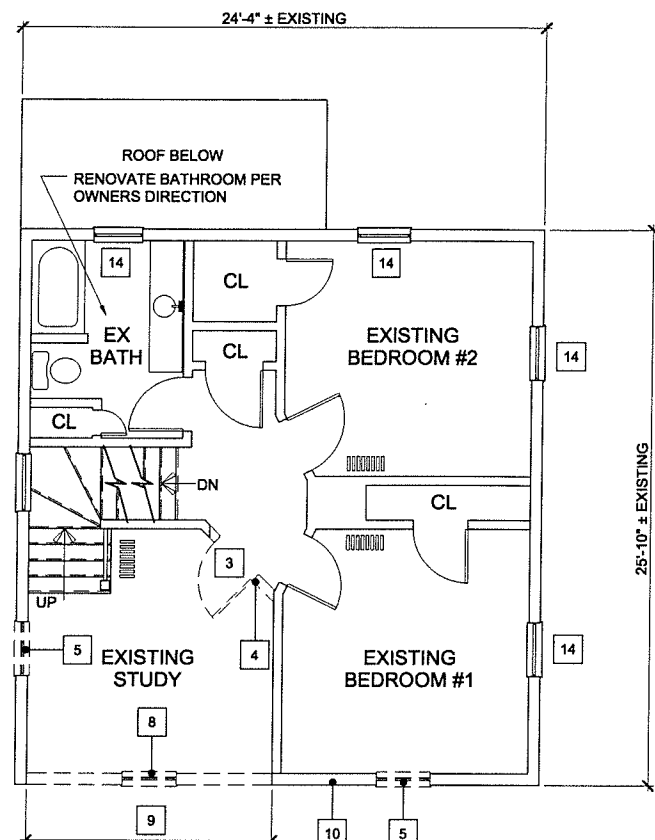 24'-4" ± EXISTING
ROOF BELOW
RENOVATE BATHROOM PER
OWNERS DIRECTION
14
14
CL
EX
BATH
CL
EXISTING
BEDROOM #2
14
CL
DN
CL
25'-10" ± EXISTING
3
UP
5
EXISTING
STUDY
4
EXISTING
BEDROOM #1
14
8
9
10
5